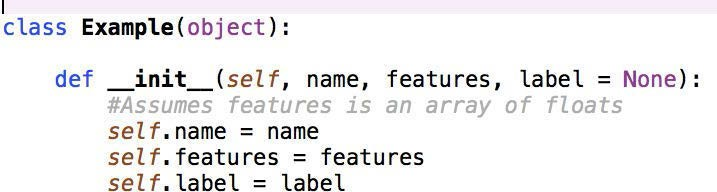 class Example(object):
def __init__(self, name, features, label = None):
#Assumes features is an array of floats
self.name = name
self.features = features
self.label = label